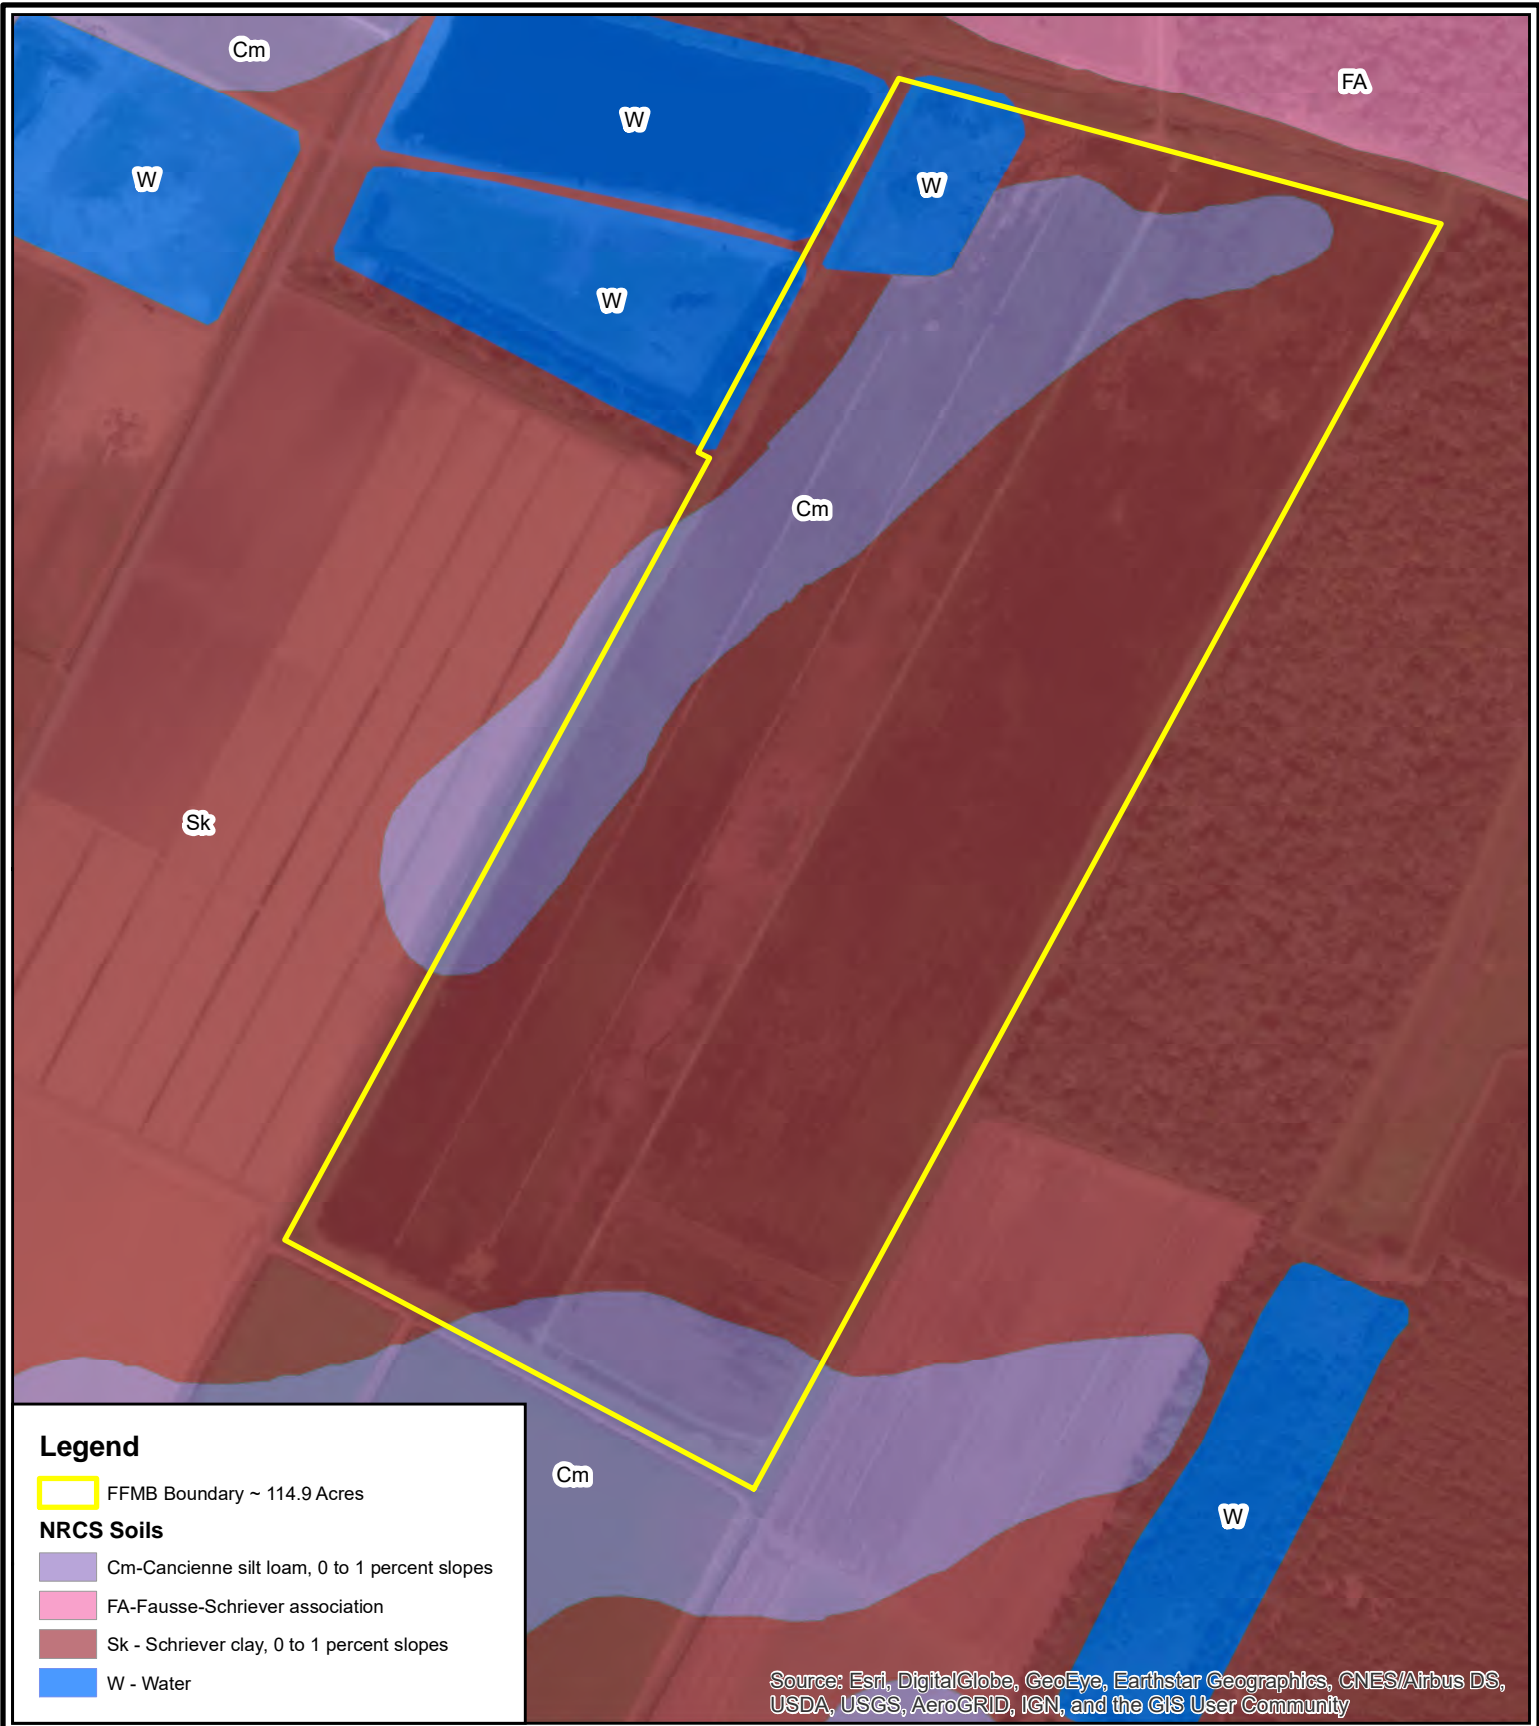 Cm
FA
W
W
W
W
Cm
Sk
Cm
W
Legend
FFMB Boundary ~ 114.9 Acres
NRCS Soils
Cm-Cancienne silt loam, 0 to 1 percent slopes
FA-Fausse-Schriever association
Sk - Schriever clay, 0 to 1 percent slopes
W - Water
Source: Esri, DigitalGlobe, GeoEye, Earthstar Geographics, CNES/Airbus DS,
USDA, USGS, AeroGRID, IGN, and the GIS User Community